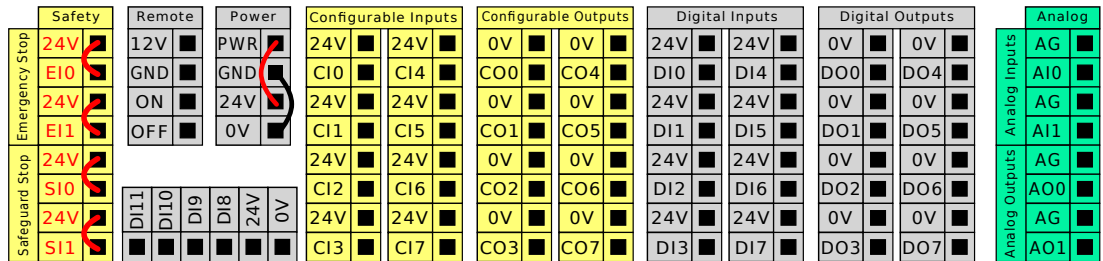 Safety
Remote
Power
Configurable Inputs
Configurable Outputs
Digital Inputs
Digital Outputs
Analog
Emergency Stop
24V
EI0
24V
EI1
Safeguard Stop
24V
SI0
24V
SI1
12V
GND
ON
OFF
PWR
GND
24V
0V
DI11
DI10
DI9
DI8
24V
0V
24V 24V
CI0 CI4
24V 24V
CI1 CI5
24V 24V
CI2 CI6
24V 24V
CI3 CI7
0V 0V
CO0 CO4
0V 0V
CO1 CO5
0V 0V
CO2 CO6
0V 0V
CO3 CO7
24V 24V
DI0 DI4
24V 24V
DI1 DI5
24V 24V
DI2 DI6
24V 24V
DI3 DI7
0V 0V
DO0 DO4
0V 0V
DO1 DO5
0V 0V
DO2 DO6
0V 0V
DO3 DO7
Analog Inputs
AG
AI0
AG
AI1
Analog Outputs
AG
AO0
AG
AO1